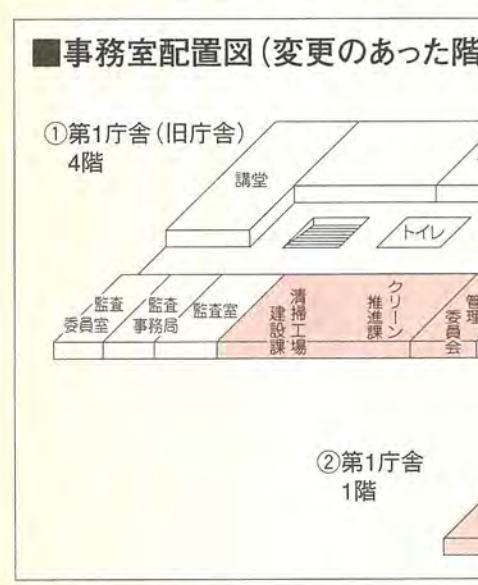 ■事務室配置図(変更のあった階
①第1庁舎(旧庁舎)
4階
講堂
トイレ
監査
委員室
監査
事務局
監査室
清掃工場
建設課
クリーン
推進課
管理
委員会
②第1庁舎
1階